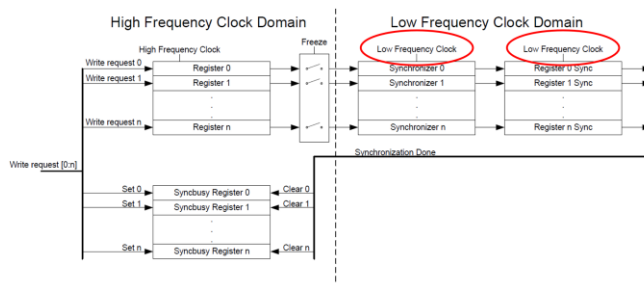 High Frequency Clock Domain
Low Frequency Clock Domain
High Frequency Clock
Freeze
Low Frequency Clock
Low Frequency Clock
Write request 0
Register 0
Synchronizer 0
Register 0 Sync
Write request 1
Register 1
Synchronizer 1
Register 1 Sync
Write request n
Register n
Synchronizer n
Register n Sync
Synchronization Done
Write request [0:n]
Set 0
Syncbusy Register 0
Clear 0
Set 1
Syncbusy Register 1
Clear 1
Set n
Syncbusy Register n
Clear n